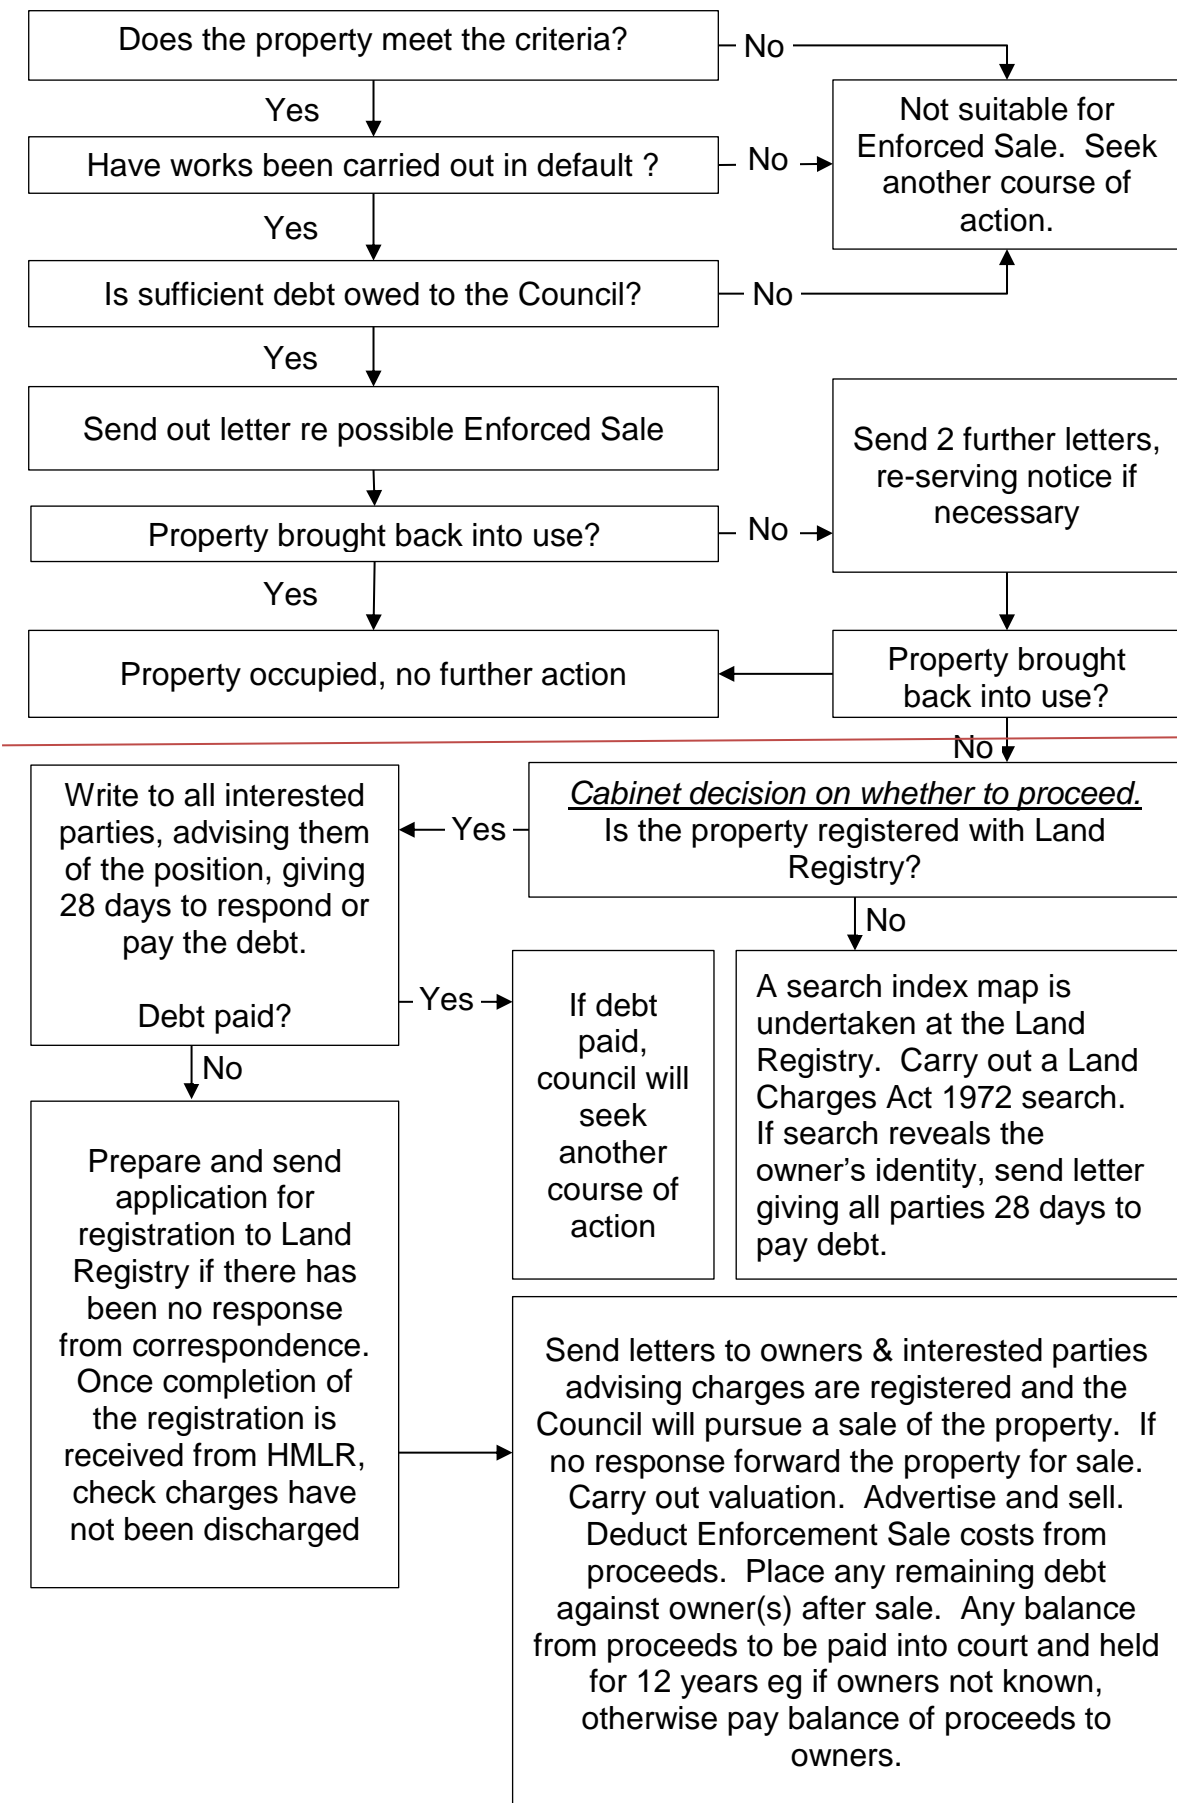 Does the property meet the criteria?
No
Yes
Not suitable for
Enforced Sale.  Seek
another course of
action.
Have works been carried out in default ?
No
Yes
Is sufficient debt owed to the Council?
No
Yes
Send out letter re possible Enforced Sale
Send 2 further letters,
re-serving notice if
necessary
Property brought back into use?
No
Yes
Property occupied, no further action
Property brought
back into use?
No
Cabinet decision on whether to proceed.
Is the property registered with Land
Registry?
Yes
No
Write to all interested
parties, advising them
of the position, giving
28 days to respond or
pay the debt.
Debt paid?
Yes
No
If debt
paid,
council will
seek
another
course of
action
A search index map is
undertaken at the Land
Registry.  Carry out a Land
Charges Act 1972 search.
If search reveals the
owner's identity, send letter
giving all parties 28 days to
pay debt.
Prepare and send
application for
registration to Land
Registry if there has
been no response
from correspondence.
Once completion of
the registration is
received from HMLR,
check charges have
not been discharged
Send letters to owners & interested parties
advising charges are registered and the
Council will pursue a sale of the property.  If
no response forward the property for sale.
Carry out valuation.  Advertise and sell.
Deduct Enforcement Sale costs from
proceeds.  Place any remaining debt
against owner(s) after sale.  Any balance
from proceeds to be paid into court and held
for 12 years eg if owners not known,
otherwise pay balance of proceeds to
owners.